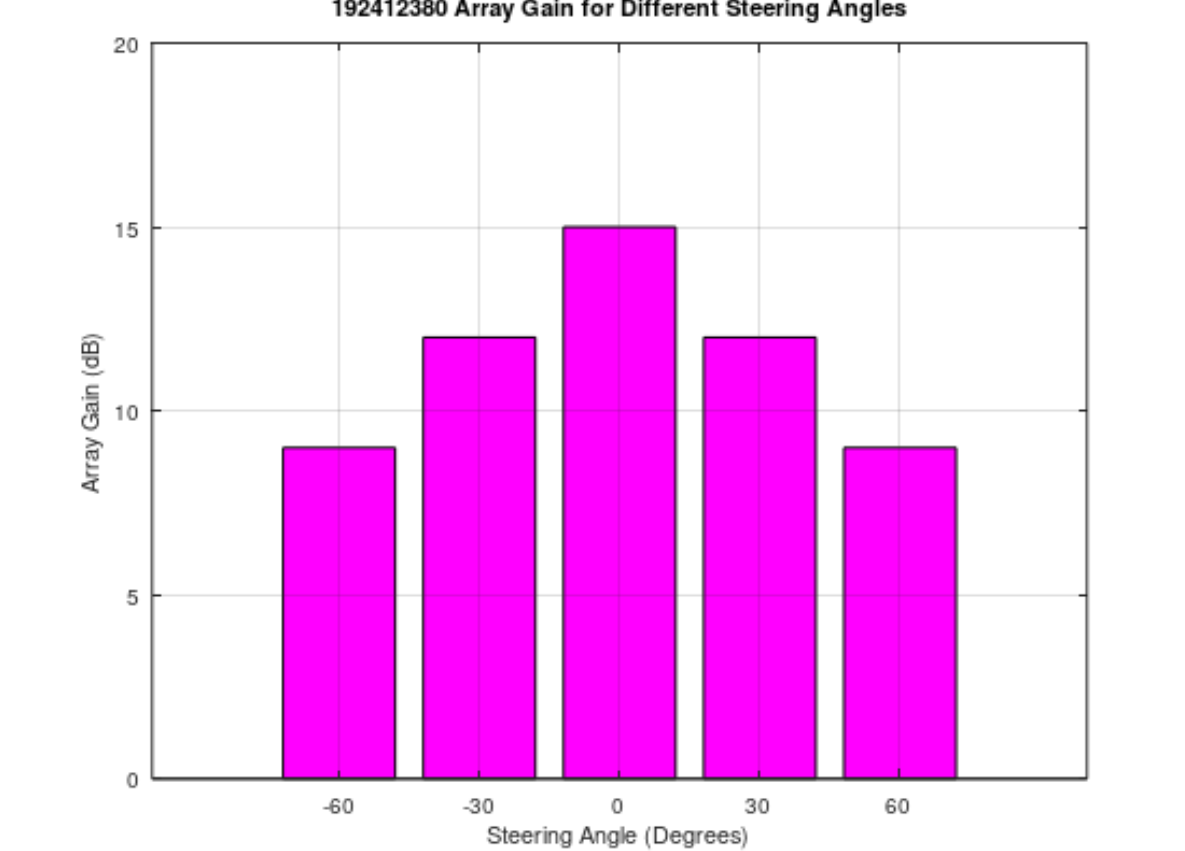 192412380 Array Gain for Different Steering Angles
20
15
10
5
0
Array Gain (dB)
-60 -30 0 30 60
Steering Angle (Degrees)